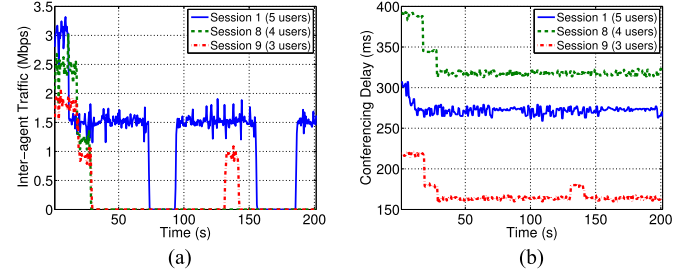 3.5
3
2.5
2
1.5
1
0.5
0
50
100
150
200
Inter-agent Traffic (Mbps)
Time (s)
Session 1 (5 users)
Session 8 (4 users)
Session 9 (3 users)
(a)
400
350
300
250
200
150
50
100
150
200
Conferencing Delay (ms)
Time (s)
Session 1 (5 users)
Session 8 (4 users)
Session 9 (3 users)
(b)